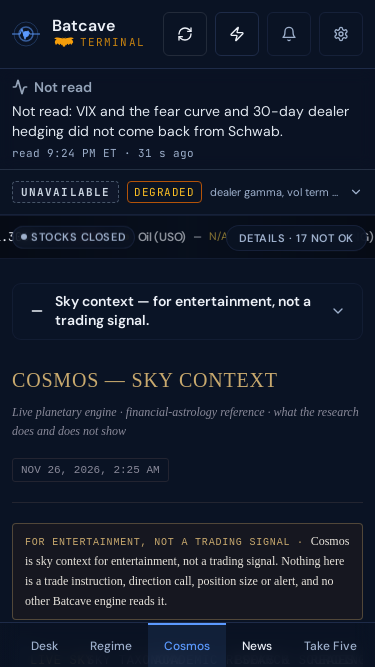 Batcave
TERMINAL
Not read
Not read: VIX and the fear curve and 30-day dealer
hedging did not come back from Schwab.
read 9:24 PM ET · 31 s ago
UNAVAILABLE DEGRADED dealer gamma, vol term …
STOCKS CLOSED Oil (USO) — N/A DETAILS · 17 NOT OK
Sky context — for entertainment, not a
trading signal.
COSMOS — SKY CONTEXT
Live planetary engine · financial-astrology reference · what the research
does and does not show
NOV 26, 2026, 2:25 AM
FOR ENTERTAINMENT, NOT A TRADING SIGNAL · Cosmos
is sky context for entertainment, not a trading signal. Nothing here
is a trade instruction, direction call, position size or alert, and no
other Batcave engine reads it.
Desk Regime Cosmos News Take Five